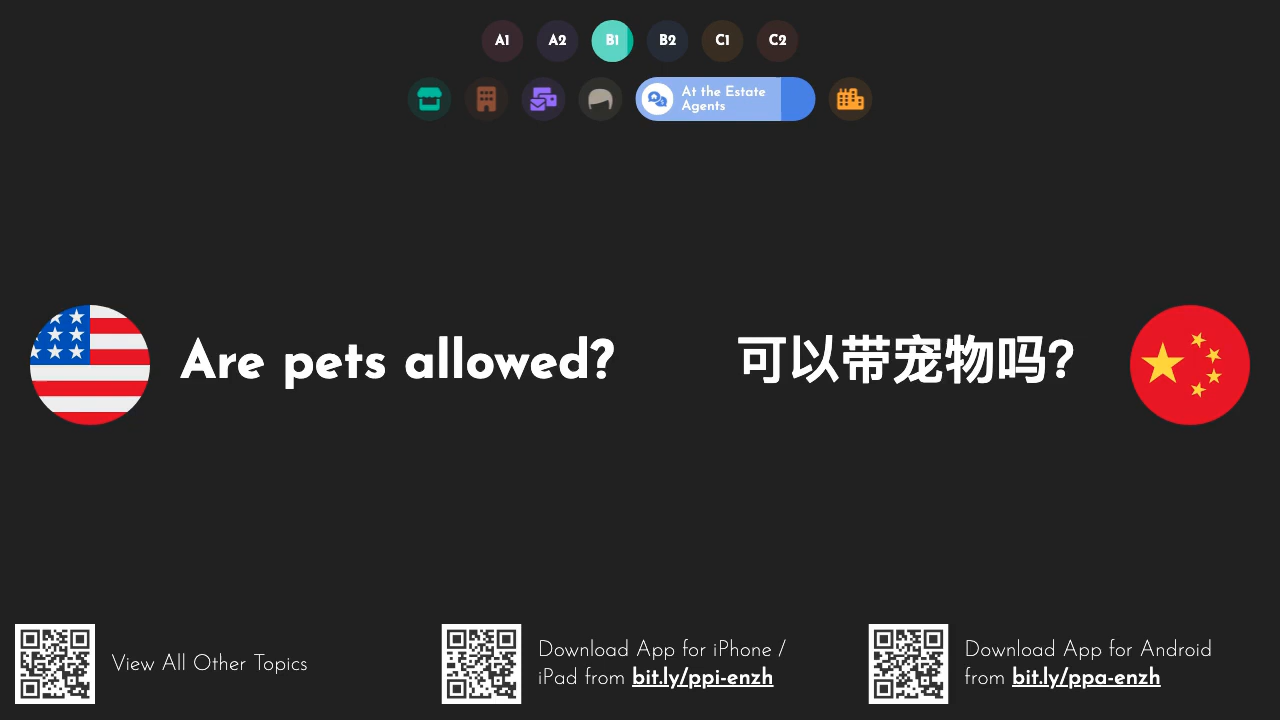 A1 A2 B1 B2 C1 C2
At the Estate
Agents
Are pets allowed?
可以带宠物吗?
View All Other Topics
Download App for iPhone /
iPad from bit.ly/ppi-enzh
Download App for Android
from bit.ly/ppa-enzh